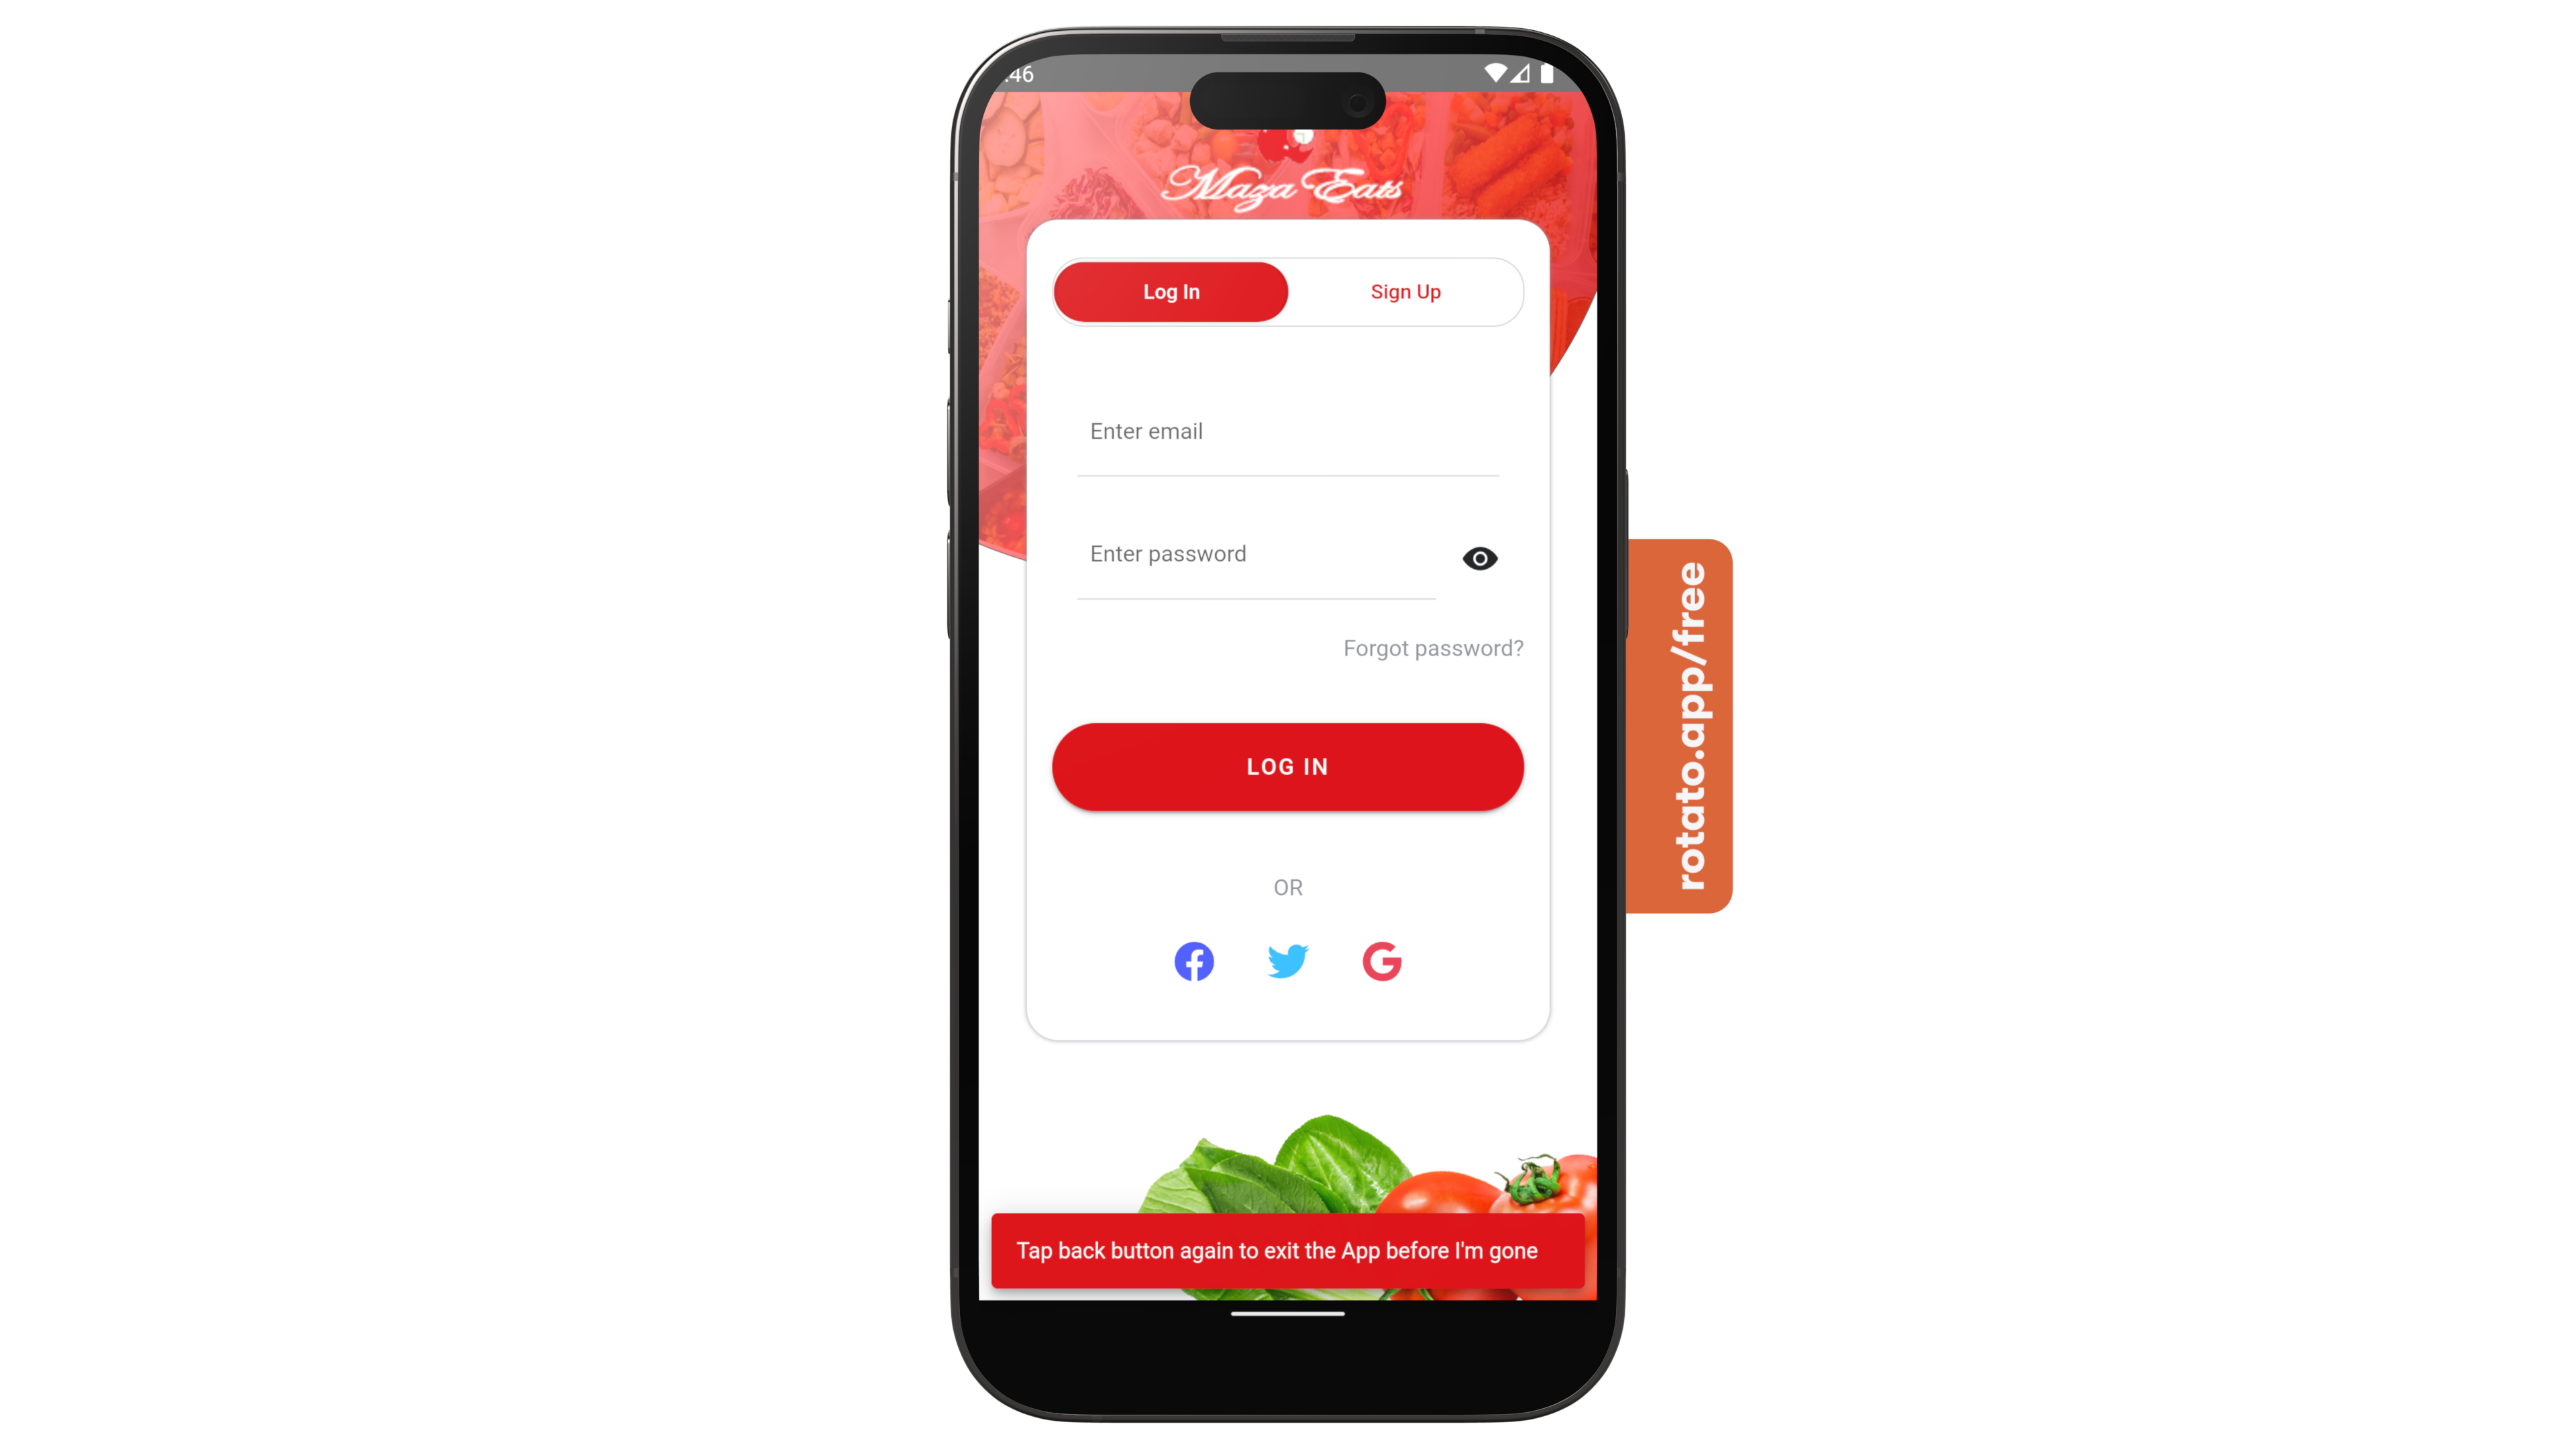 :46
Maza Eats
Log In
Sign Up
Enter email
Enter password
Forgot password?
LOG IN
OR
Tap back button again to exit the App before I'm gone
rotato.app/free